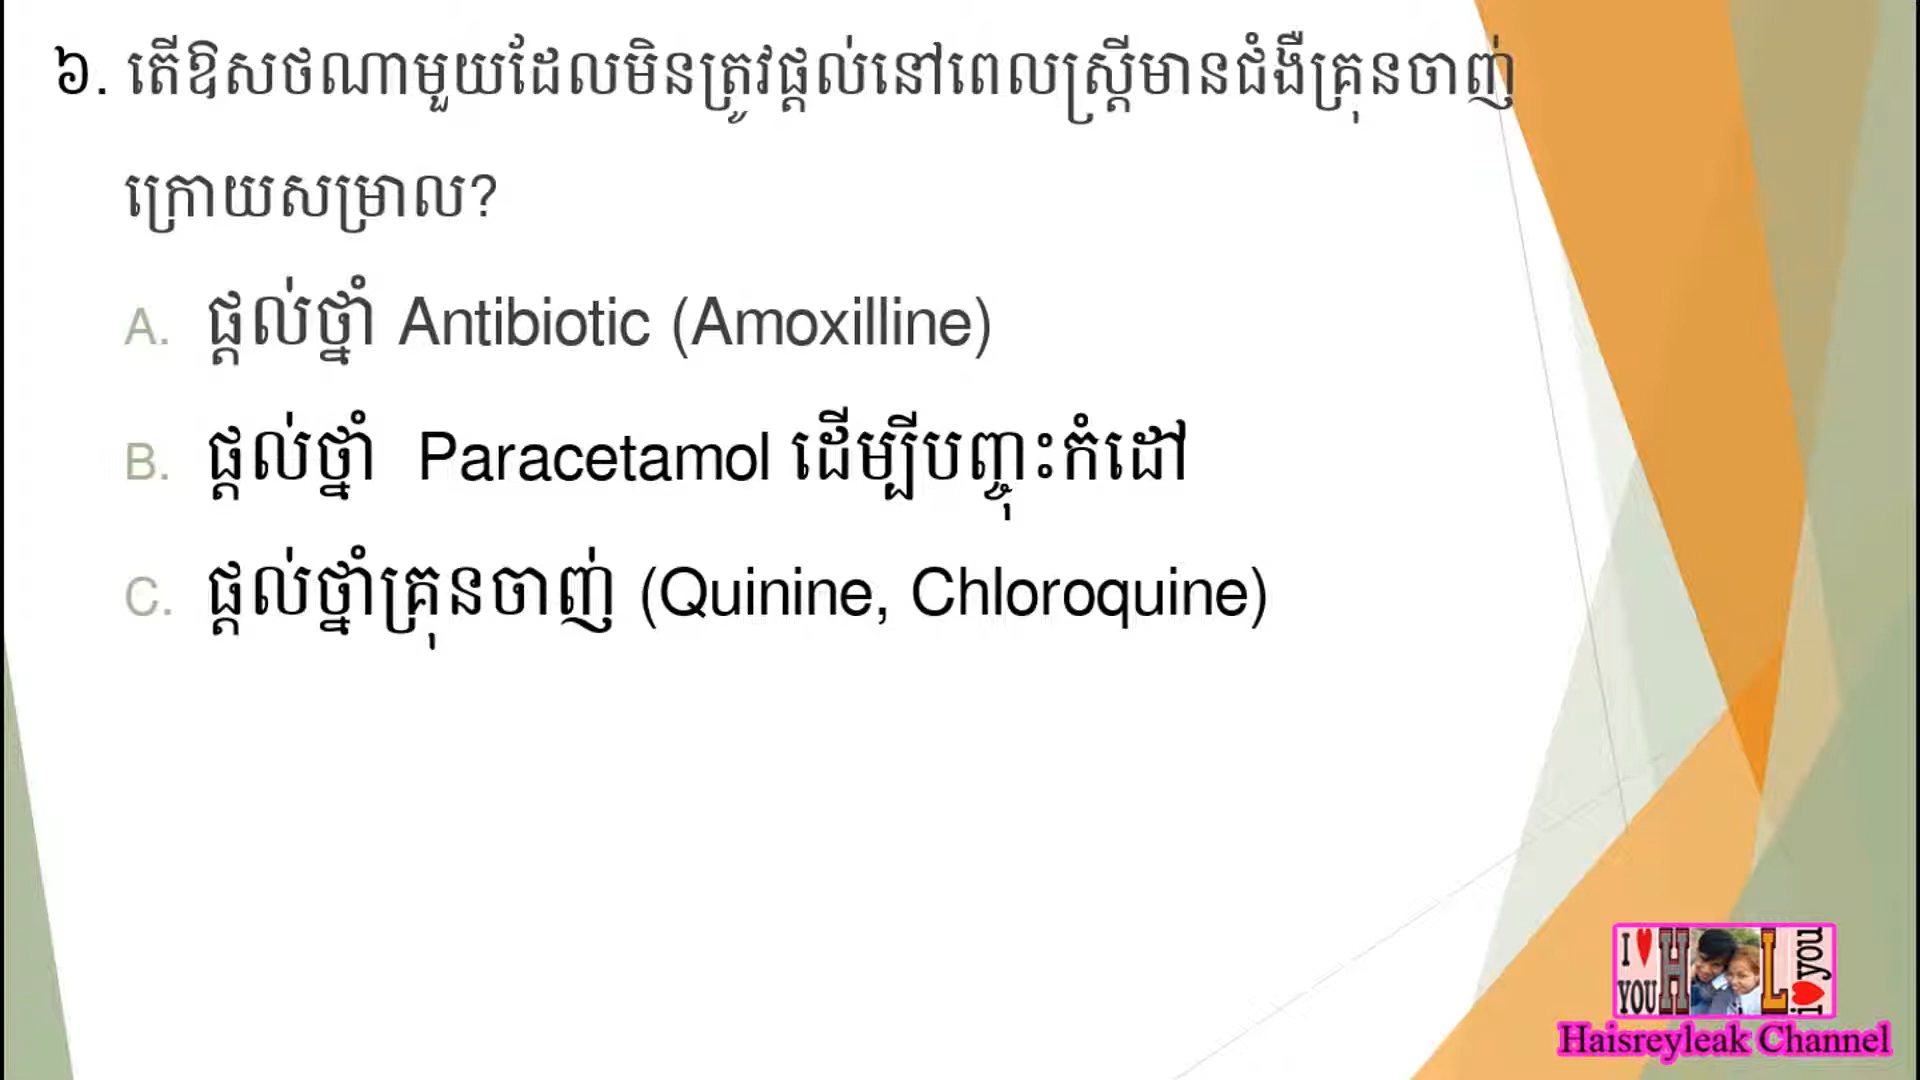 ៦. តើឱសថណាមួយដែលមិនត្រូវផ្តល់នៅពេលស្ត្រីមានជំងឺគ្រុនចាញ់
ក្រោយសម្រាល?
A. ផ្តល់ថ្នាំ Antibiotic (Amoxilline)
B. ផ្តល់ថ្នាំ Paracetamol ដើម្បីបញ្ចុះកំដៅ
C. ផ្តល់ថ្នាំគ្រុនចាញ់ (Quinine, Chloroquine)
I ♥ YOU H L i ♥ you
Haisreyleak Channel